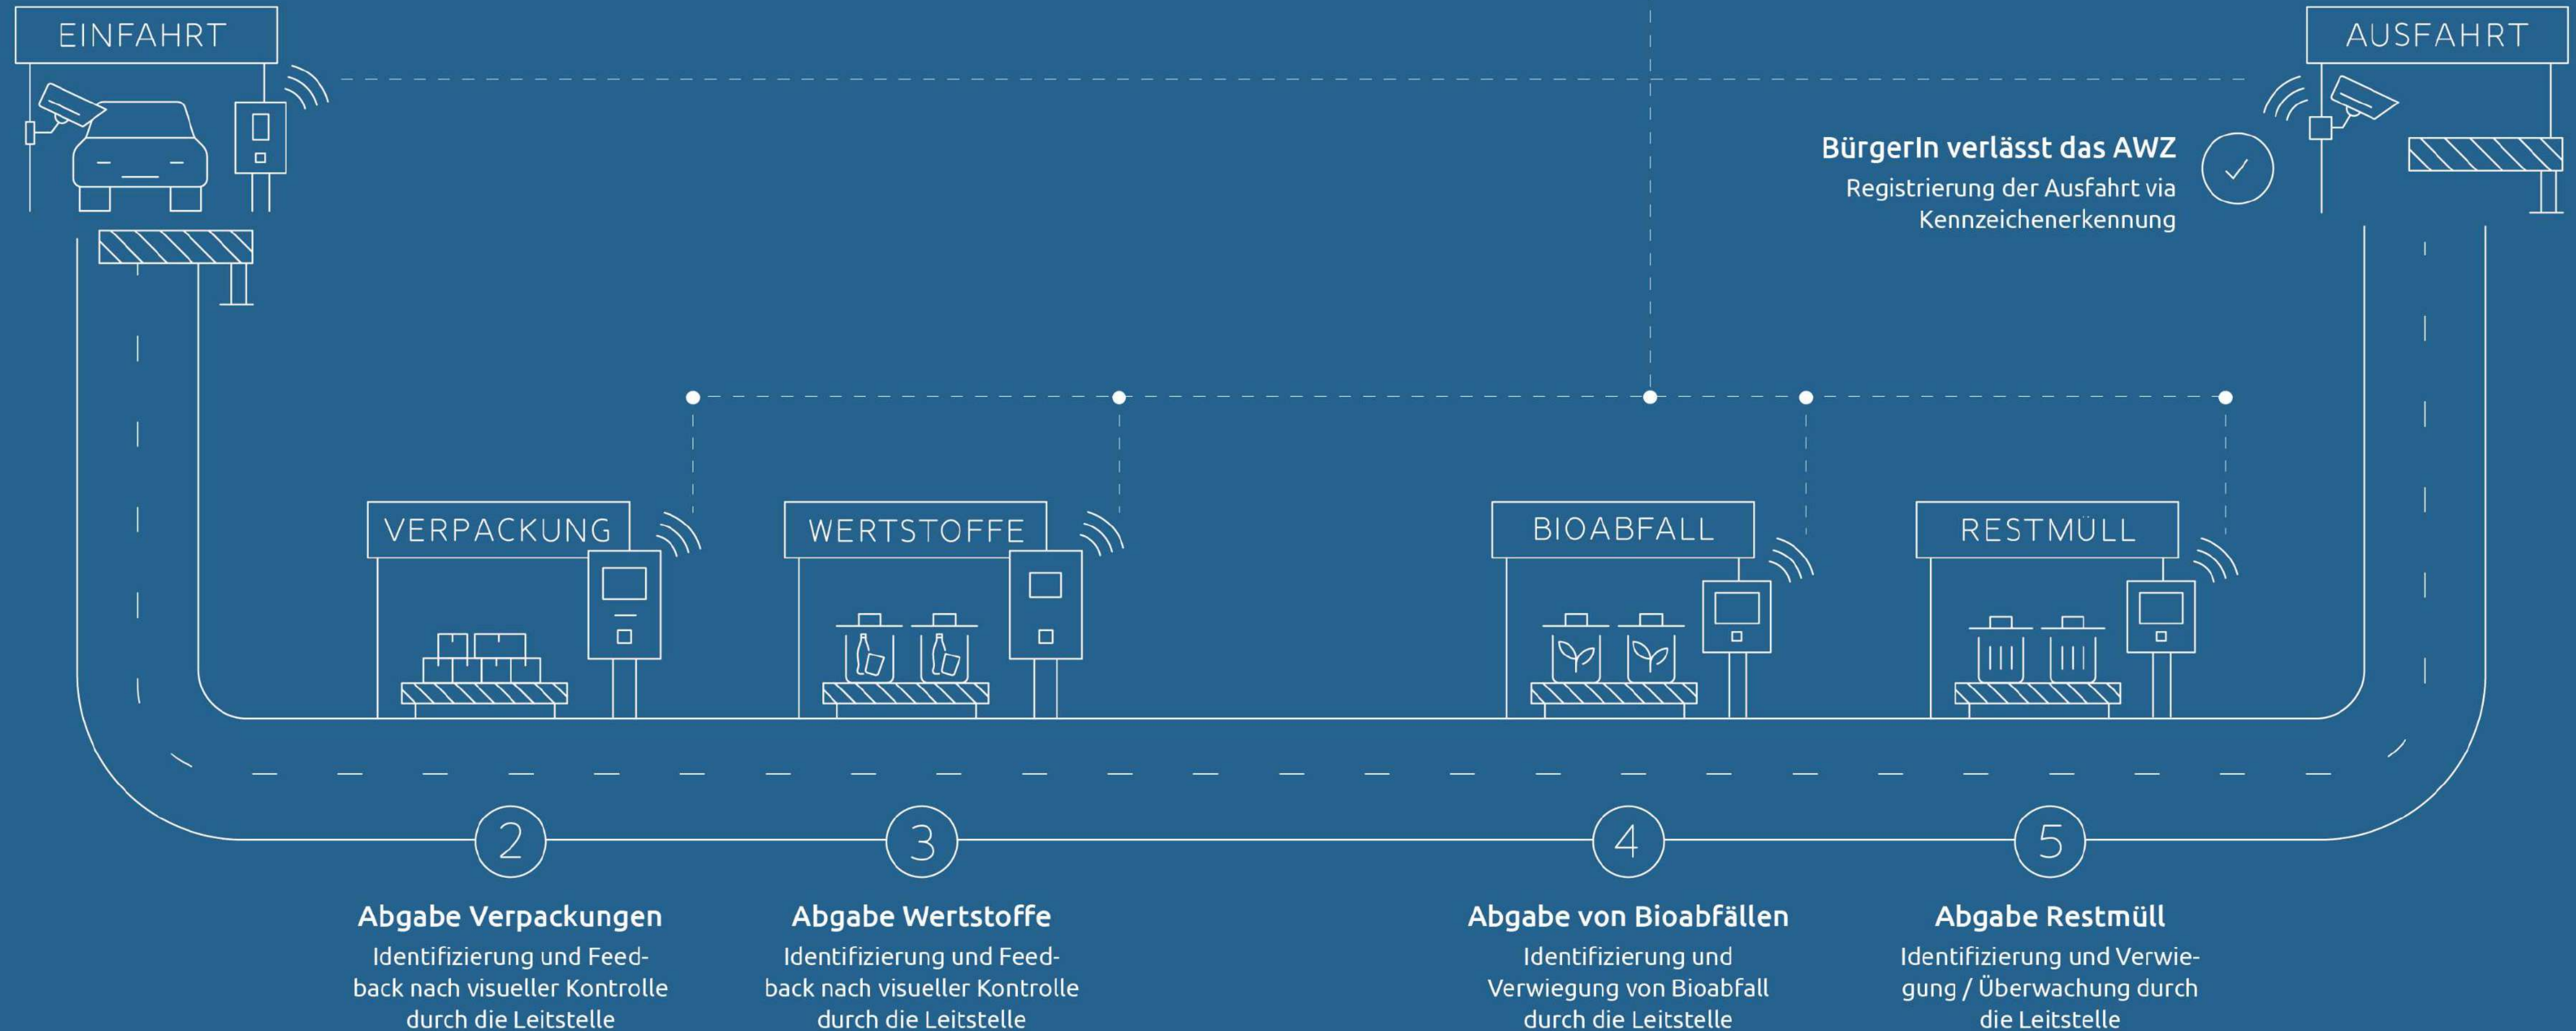 EINFAHRT
AUSFAHRT
BürgerIn verlässt das AWZ
Registrierung der Ausfahrt via
Kennzeichenerkennung
VERPACKUNG
WERTSTOFFE
BIOABFALL
RESTMÜLL
2
Abgabe Verpackungen
Identifizierung und Feed-
back nach visueller Kontrolle
durch die Leitstelle
3
Abgabe Wertstoffe
Identifizierung und Feed-
back nach visueller Kontrolle
durch die Leitstelle
4
Abgabe von Bioabfällen
Identifizierung und
Verwiegung von Bioabfall
durch die Leitstelle
5
Abgabe Restmüll
Identifizierung und Verwie-
gung / Überwachung durch
die Leitstelle